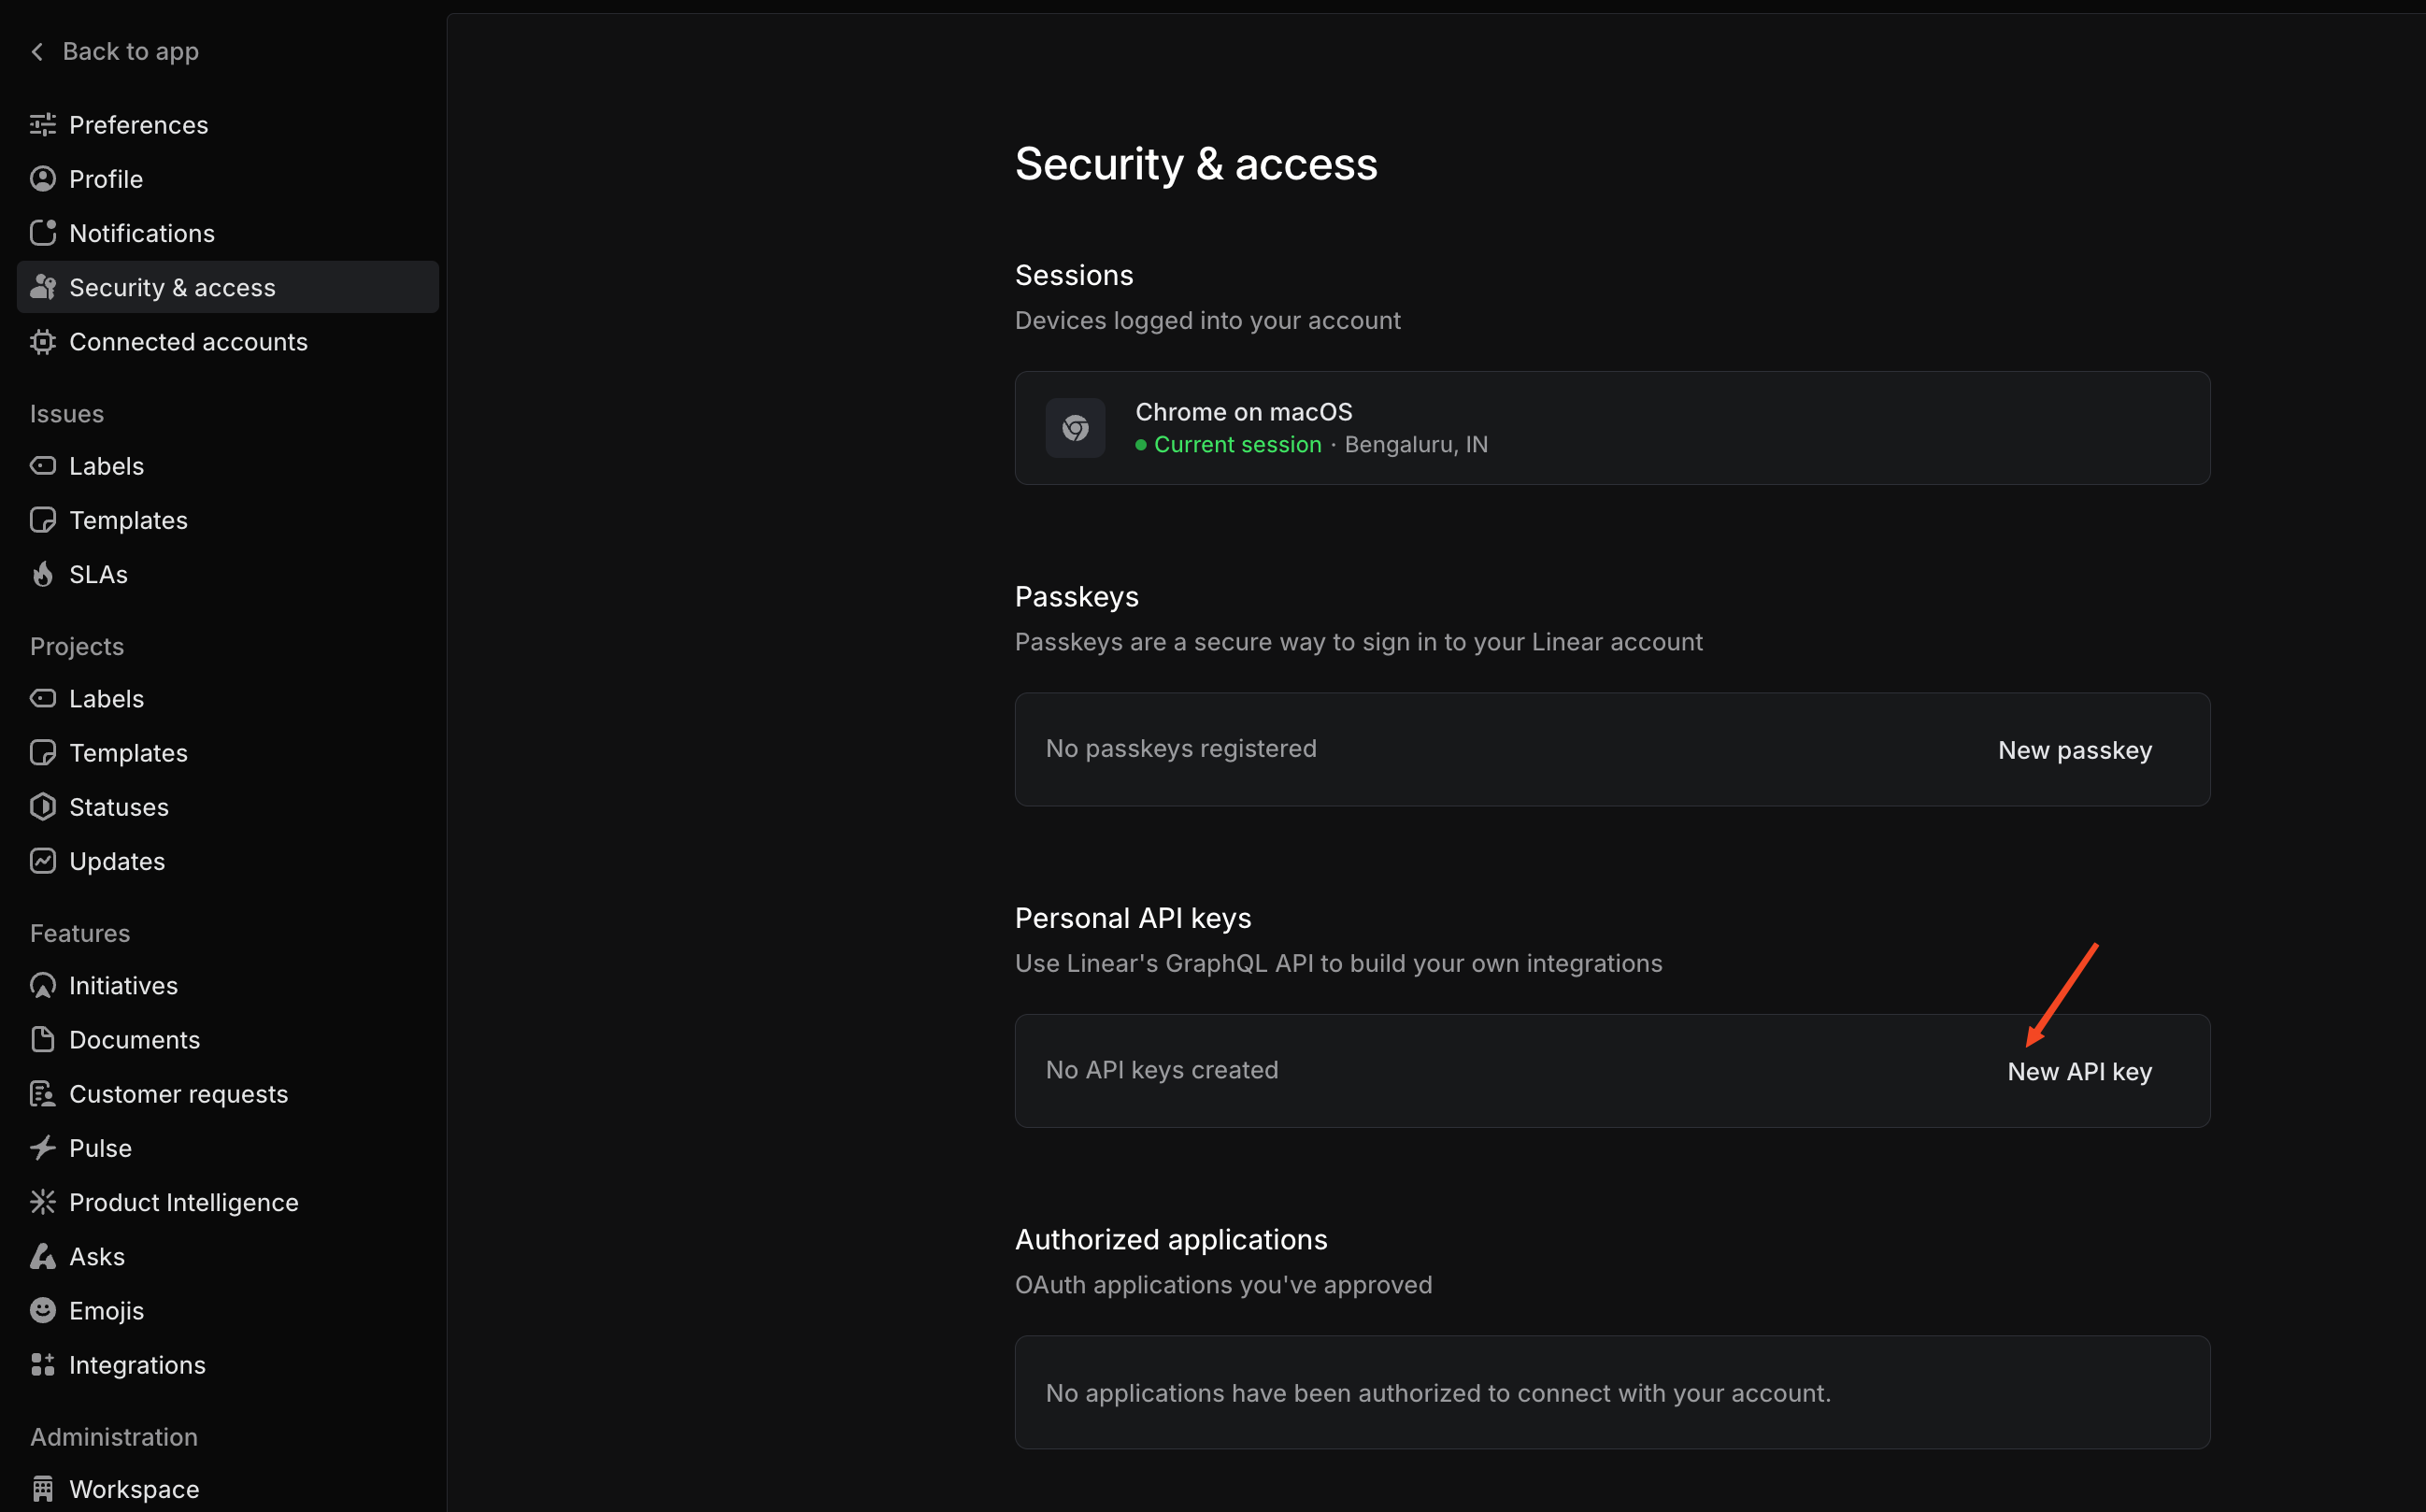 Back to app
Preferences
Profile
Notifications
Security & access
Connected accounts
Issues
Labels
Templates
SLAs
Projects
Labels
Templates
Statuses
Updates
Features
Initiatives
Documents
Customer requests
Pulse
Product Intelligence
Asks
Emojis
Integrations
Administration
Workspace
Security & access
Sessions
Devices logged into your account
Chrome on macOS
Current session · Bengaluru, IN
Passkeys
Passkeys are a secure way to sign in to your Linear account
No passkeys registered
New passkey
Personal API keys
Use Linear's GraphQL API to build your own integrations
No API keys created
New API key
Authorized applications
OAuth applications you've approved
No applications have been authorized to connect with your account.